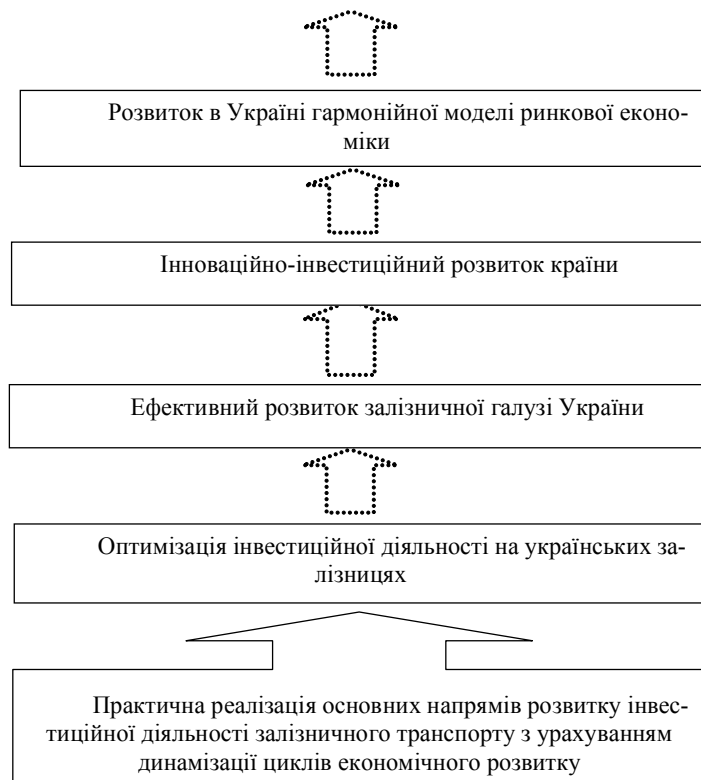 Розвиток в Україні гармонійної моделі ринкової еконо-
міки
Інноваційно-інвестиційний розвиток країни
Ефективний розвиток залізничної галузі України
Оптимізація інвестиційної діяльності на українських за-
лізницях
Практична реалізація основних напрямів розвитку інвес-
тиційної діяльності залізничного транспорту з урахуванням
динамізації циклів економічного розвитку